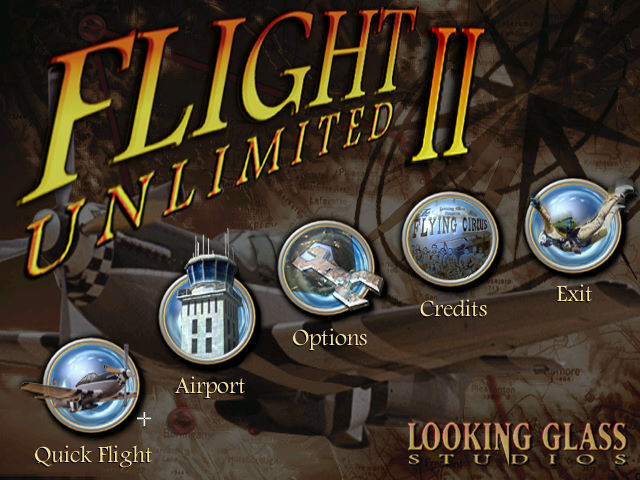 FLIGHT
UNLIMITED II
FLYING CIRCUS
Credits
Exit
Options
Airport
Quick Flight
LOOKING GLASS
STUDIOS